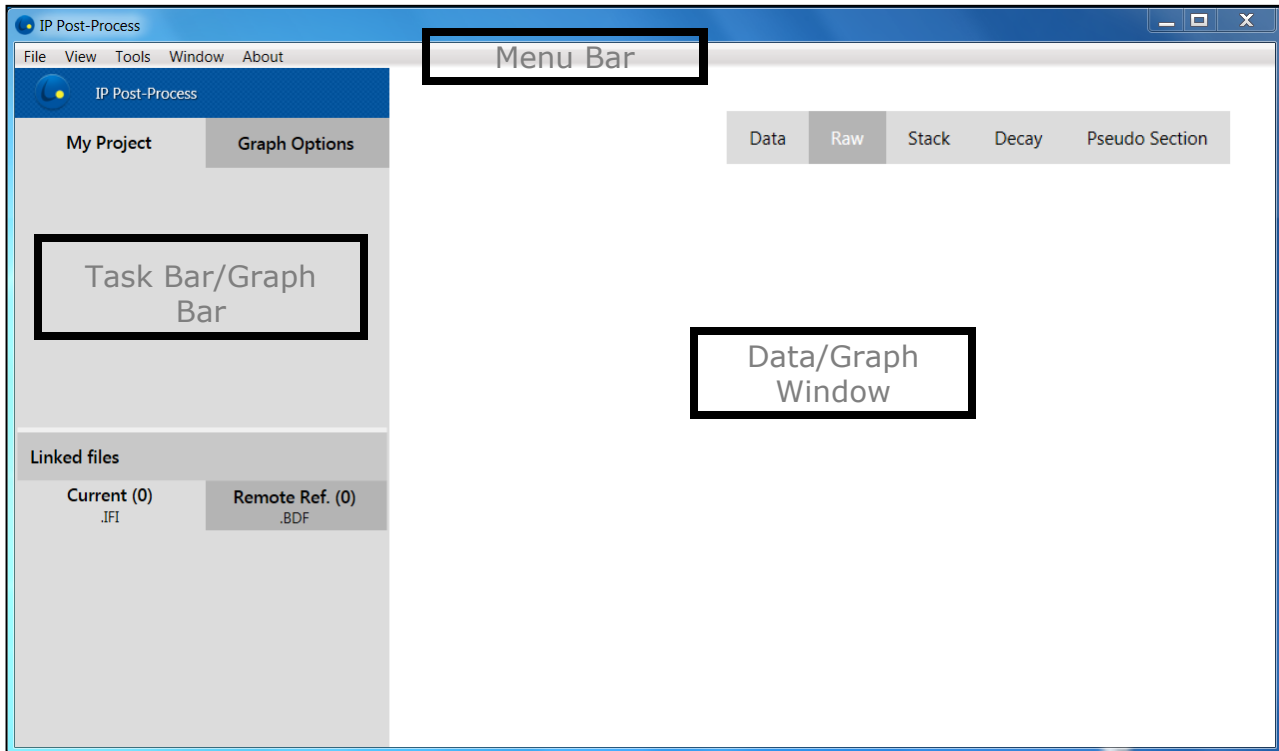 IP Post-Process
File View Tools Window About
Menu Bar
IP Post-Process
My Project Graph Options
Data Raw Stack Decay Pseudo Section
Task Bar/Graph
Bar
Data/Graph
Window
Linked files
Current (0) Remote Ref. (0)
.IFI .BDF